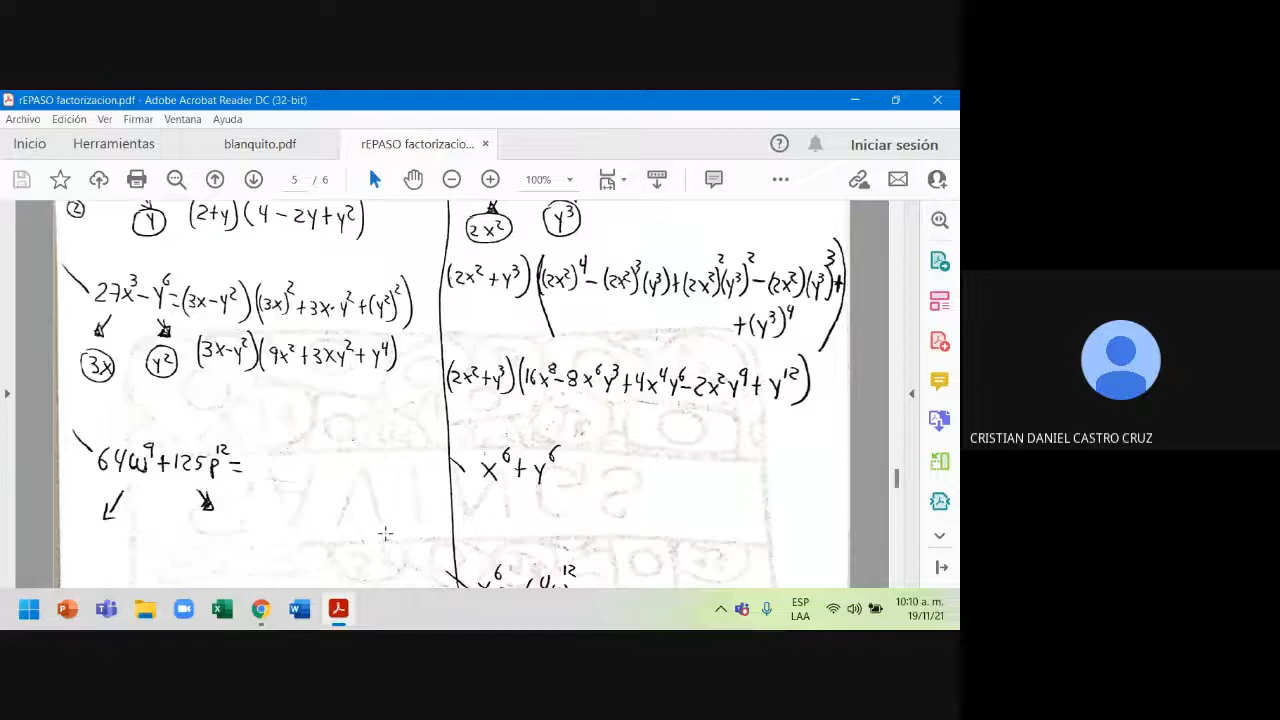 rEPASO factorizacion.pdf - Adobe Acrobat Reader DC (32-bit)
Archivo Edición Ver Firmar Ventana Ayuda
Inicio Herramientas blanquito.pdf rEPASO factorizacio... ×
Iniciar sesión
5 / 6 100%
2 y (2+y)(4-2y+y²)
27x³-y⁶=(3x-y²)((3x)²+3x·y²+(y²)²)
3x y² (3x-y²)(9x²+3xy²+y⁴)
64w⁹+125p¹²=
2x² y³
(2x²+y³)((2x²)⁴-(2x²)³(y³)+(2x²)²(y³)²-(2x²)(y³)³+
+(y³)⁴)
(2x²+y³)(16x⁸-8x⁶y³+4x⁴y⁶-2x²y⁹+y¹²)
x⁶+y⁶
CRISTIAN DANIEL CASTRO CRUZ
ESP
LAA
10:10 a. m.
19/11/21